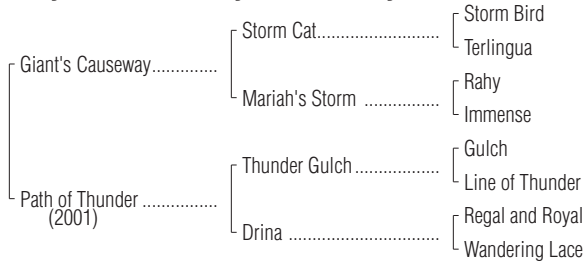 Storm Bird
Storm Cat..................................
Terlingua
Giant's Causeway..............
Rahy
Mariah's Storm .....................
Immense
Gulch
Thunder Gulch .......................
Line of Thunder
Path of Thunder ................
(2001)
Regal and Royal
Drina .........................................
Wandering Lace